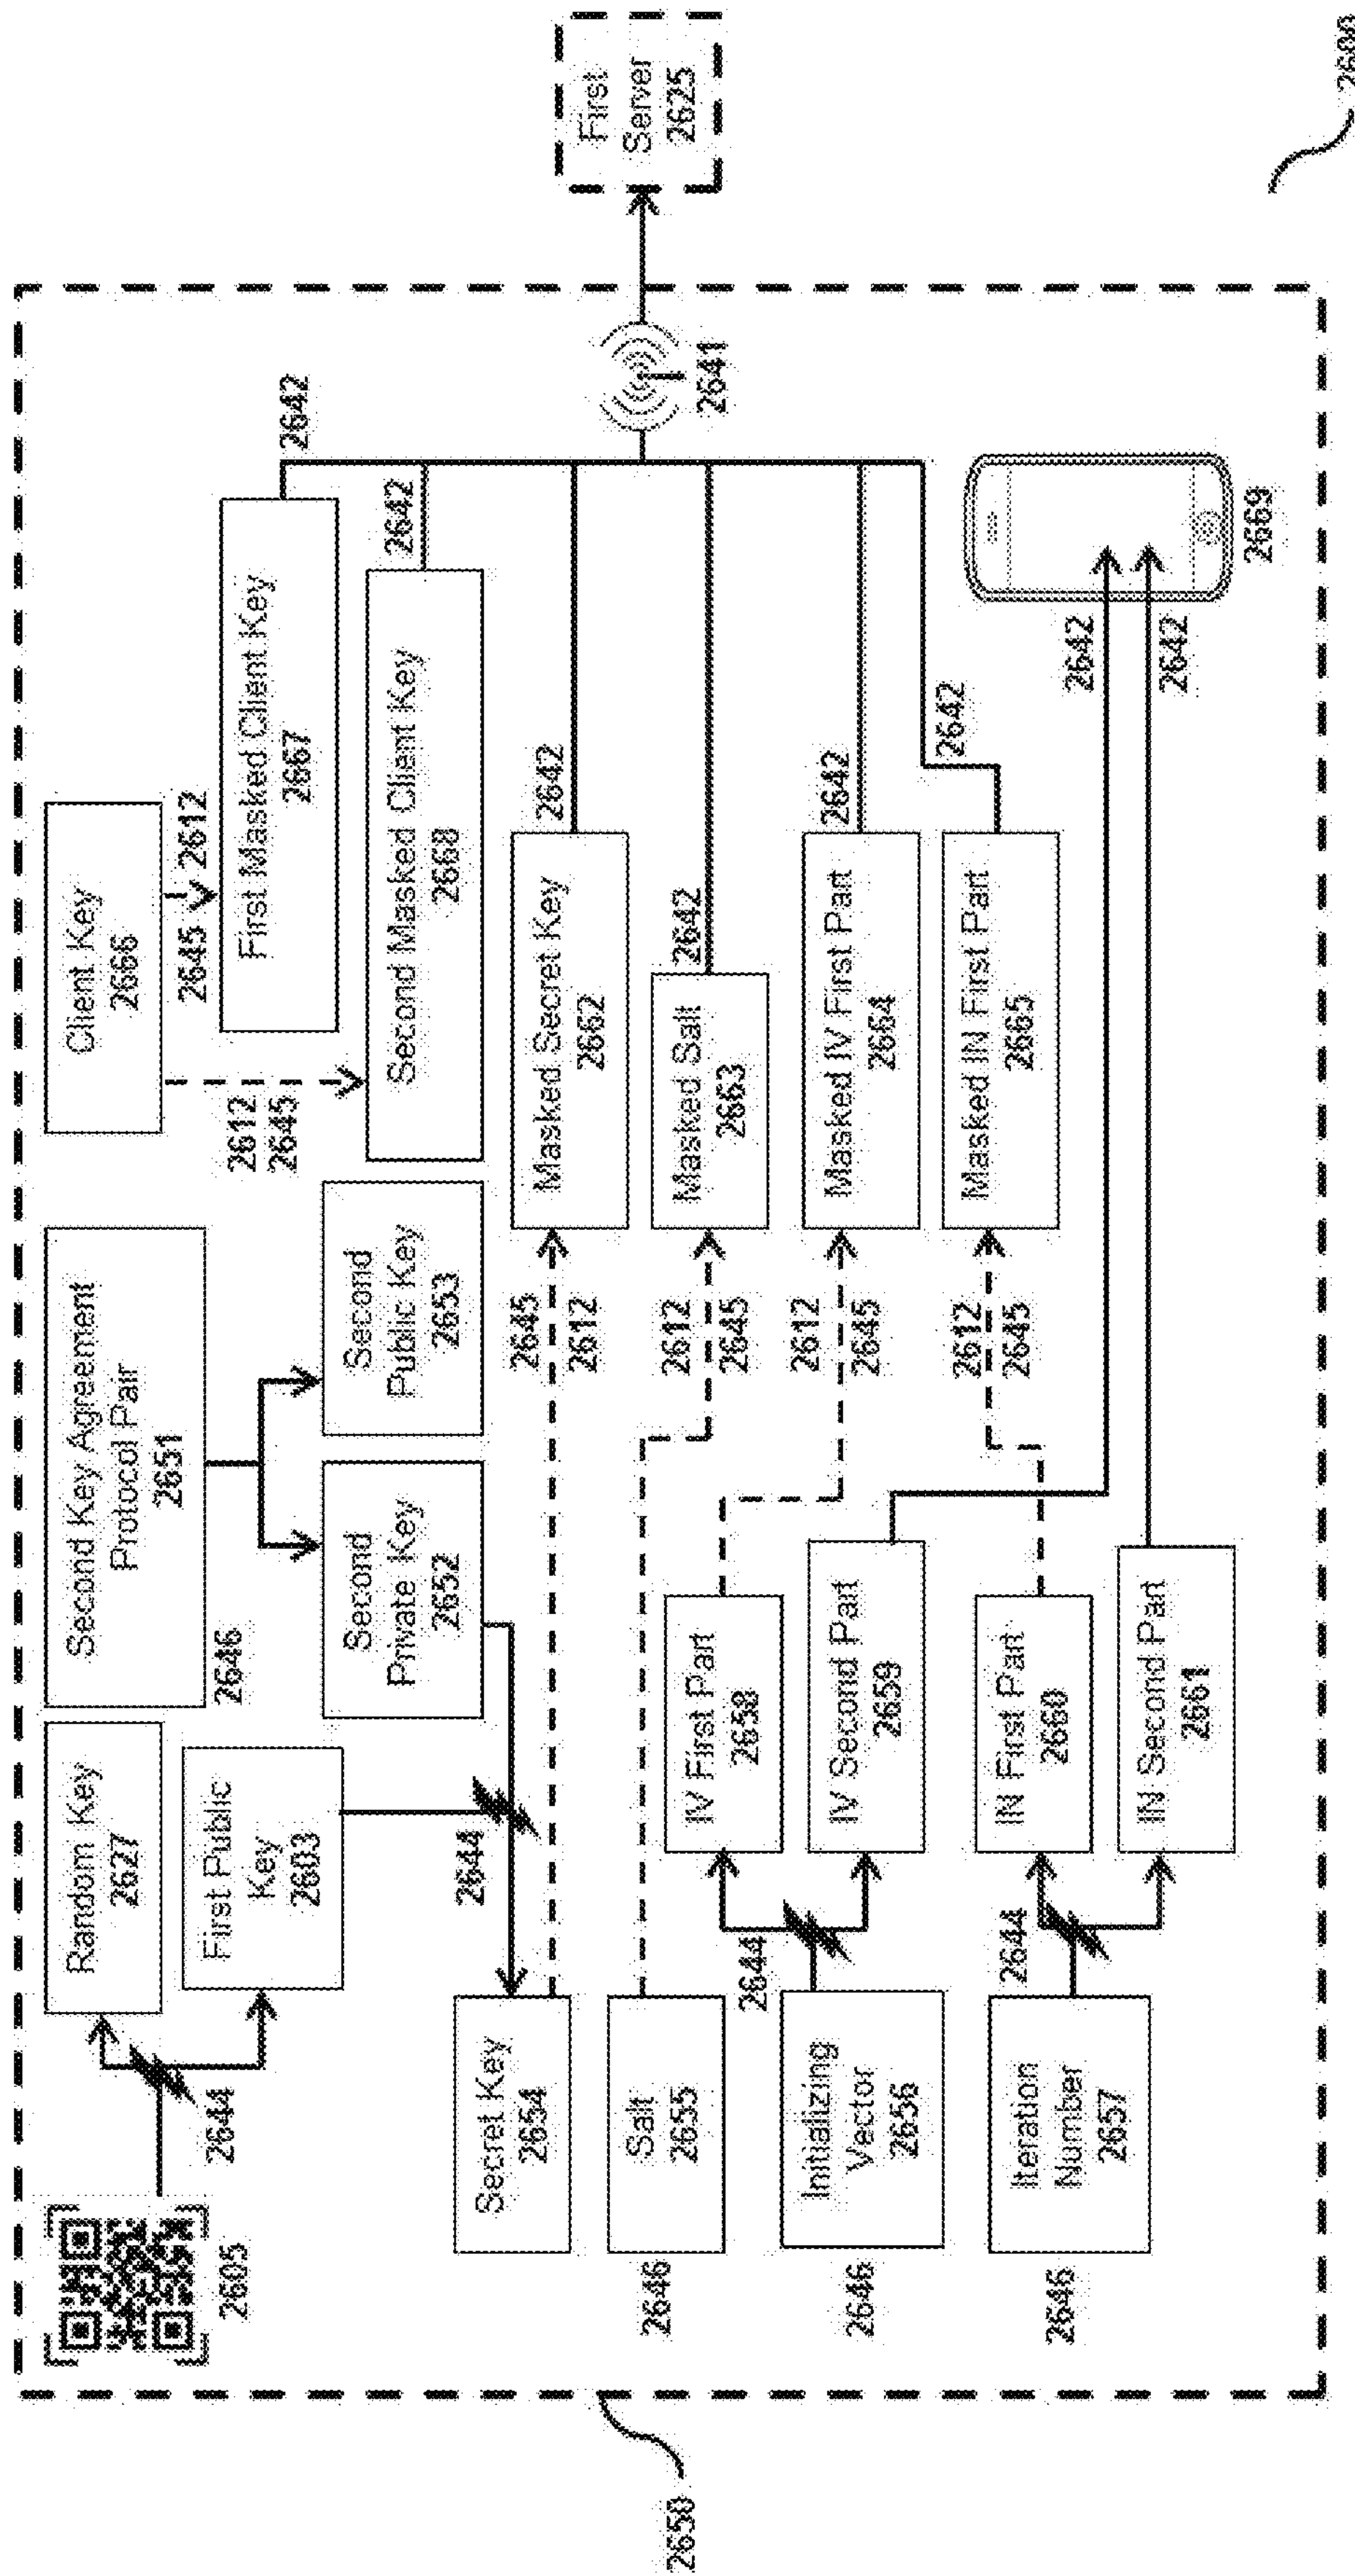 2600
2650
First
Server
2625
2605
2644
Random Key
2627
First Public
Key
2603
2646
Second Key Agreement
Protocol Pair
2651
Second
Private Key
2652
Second
Public Key
2653
Client Key
2666
2645
2612
First Masked Client Key
2667
2642
2612
2645
Second Masked Client Key
2668
2642
2641
2644
Secret Key
2654
2645
2612
Masked Secret Key
2662
2642
2646
Salt
2655
2612
2645
Masked Salt
2663
2642
2646
Initializing
Vector
2656
2644
IV First Part
2658
IV Second Part
2659
2612
2645
Masked IV First Part
2664
2642
2646
Iteration
Number
2657
2644
IN First Part
2660
IN Second Part
2661
2612
2645
Masked IN First Part
2665
2642
2642
2642
2669